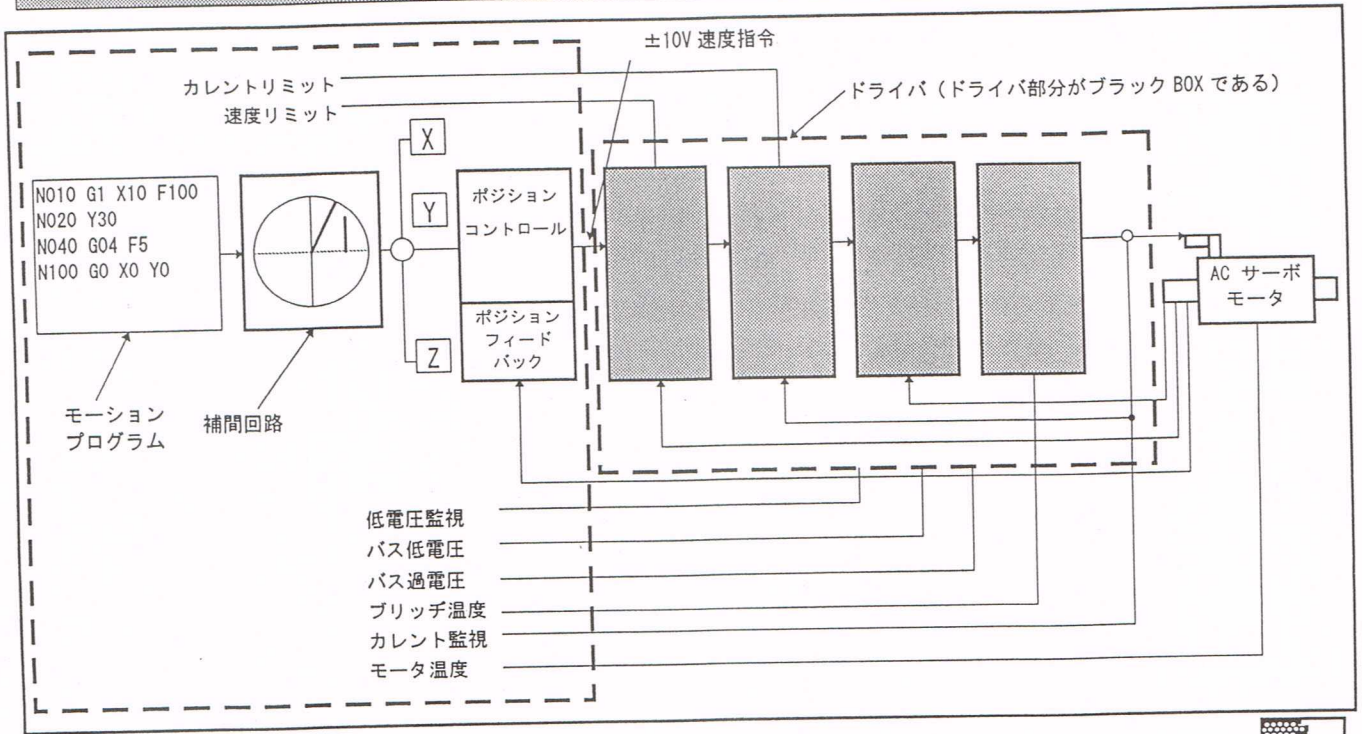 ±10V 速度指令
カレントリミット
速度リミット
ドライバ（ドライバ部分がブラック BOX である）
X
Y
Z
N010 G1 X10 F100
N020 Y30
N040 G04 F5
N100 G0 X0 Y0
ポジション
コントロール
ポジション
フィード
バック
AC サーボ
モータ
モーション
プログラム
補間回路
低電圧監視
バス低電圧
バス過電圧
ブリッヂ温度
カレント監視
モータ温度